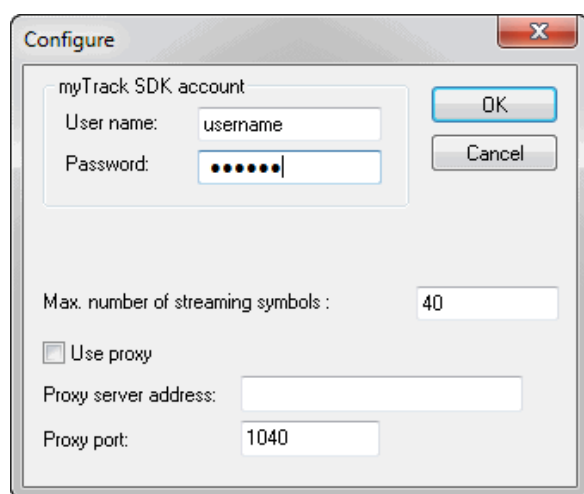 Configure
myTrack SDK account
User name: username
Password: ●●●●●●
OK
Cancel
Max. number of streaming symbols : 40
Use proxy
Proxy server address:
Proxy port: 1040